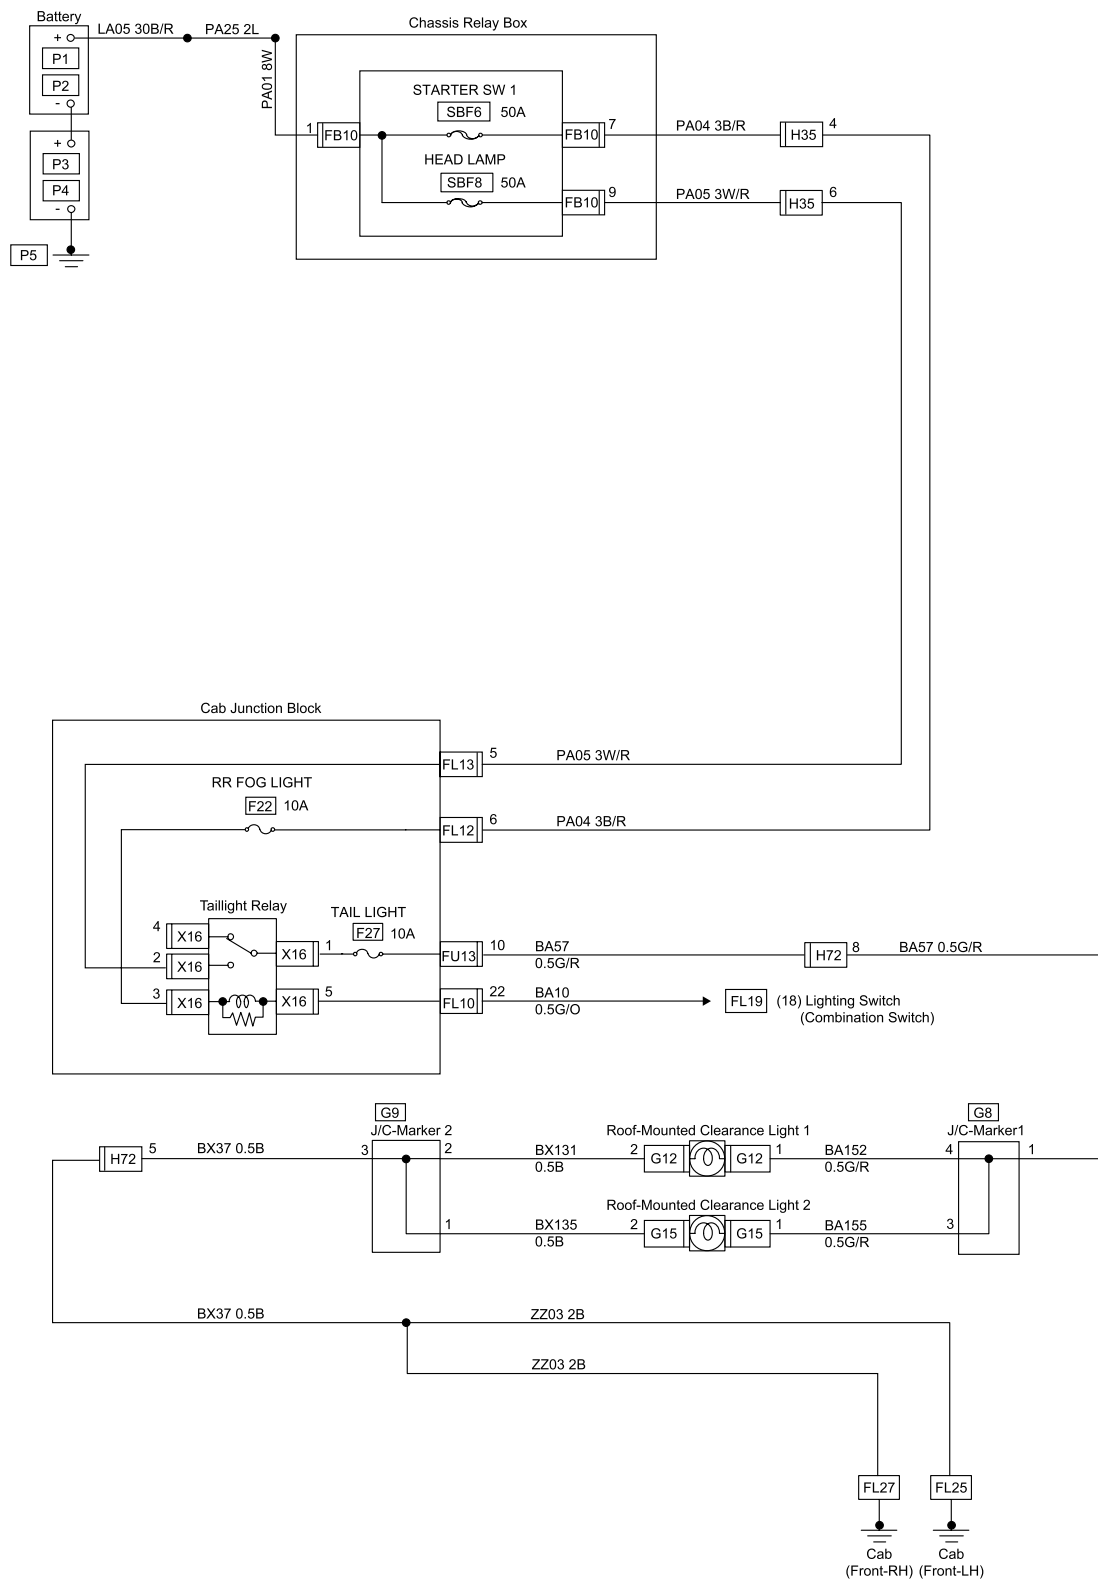 Battery
LA05 30B/R
PA25 2L
Chassis Relay Box
+
P1
P2
-
PA01 8W
+
P3
P4
-
P5
STARTER SW 1
SBF6 50A
1 FB10
FB10 7
PA04 3B/R
H35 4
HEAD LAMP
SBF8 50A
FB10 9
PA05 3W/R
H35 6
Cab Junction Block
FL13 5
PA05 3W/R
RR FOG LIGHT
F22 10A
FL12 6
PA04 3B/R
Taillight Relay
TAIL LIGHT
F27 10A
4 X16
2 X16
X16 1
FU13 10
BA57
0.5G/R
H72 8
BA57 0.5G/R
3 X16
X16 5
FL10 22
BA10
0.5G/O
FL19 (18) Lighting Switch
(Combination Switch)
G9
J/C-Marker 2
G8
J/C-Marker1
Roof-Mounted Clearance Light 1
H72 5
BX37 0.5B
3
2
BX131
0.5B
2 G12
G12 1
BA152
0.5G/R
4
1
Roof-Mounted Clearance Light 2
1
BX135
0.5B
2 G15
G15 1
BA155
0.5G/R
3
BX37 0.5B
ZZ03 2B
ZZ03 2B
FL27
FL25
Cab
(Front-RH)
Cab
(Front-LH)